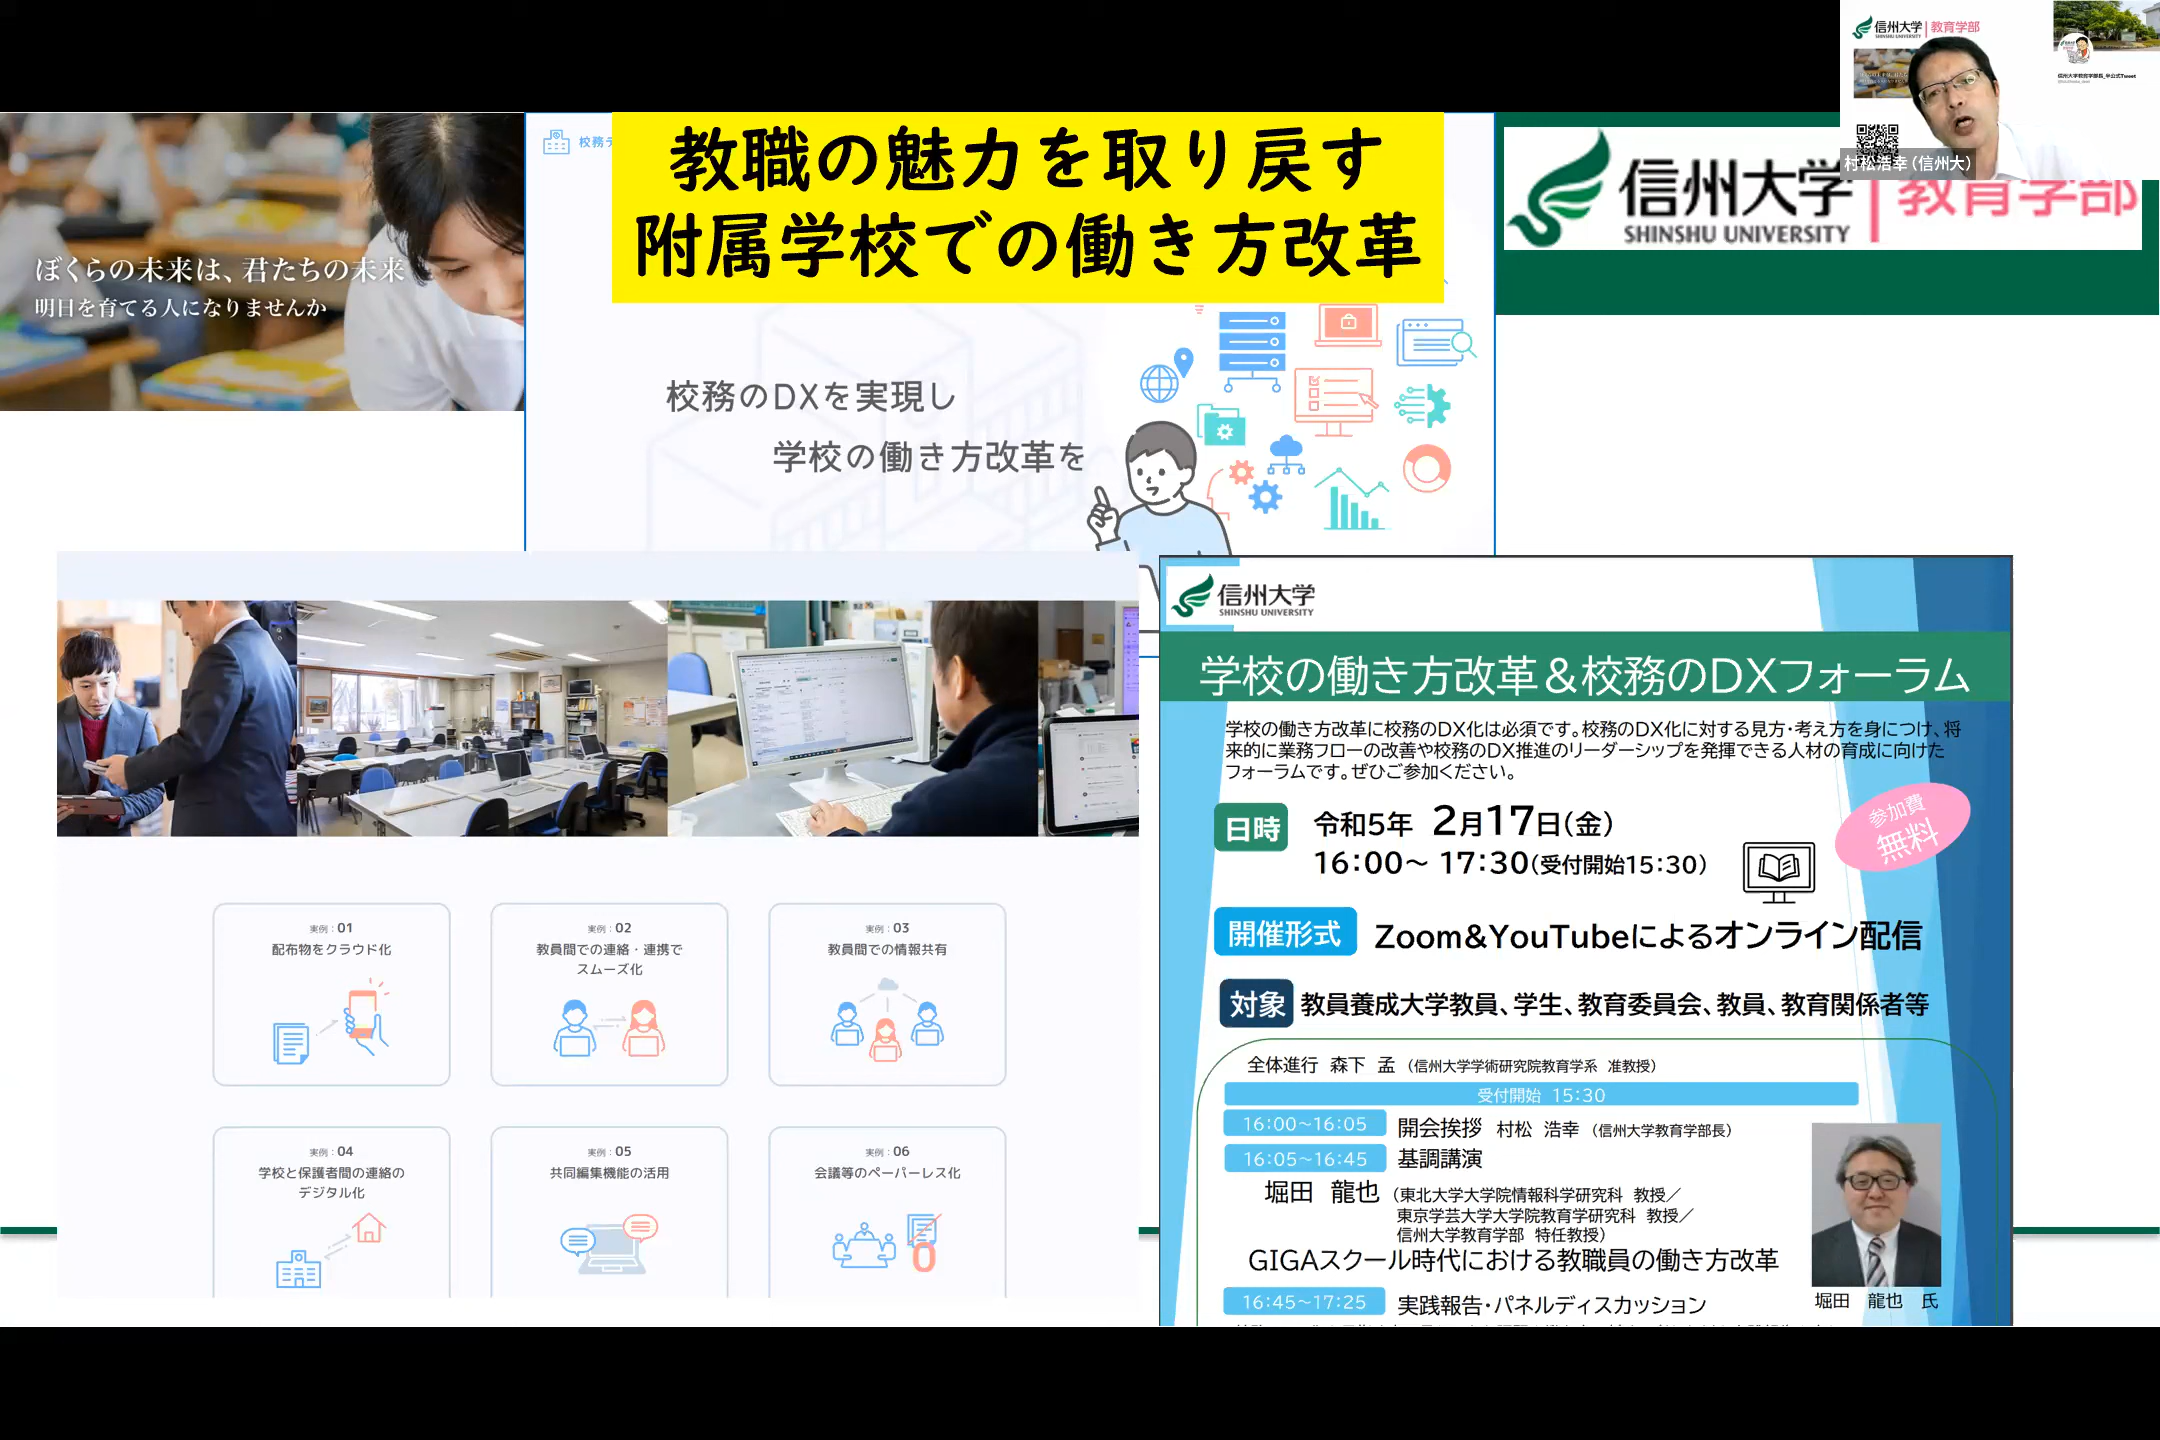 信州大学 | 教育学部
SHINSHU UNIVERSITY
信州大学教育学部長_半公式Tweet
村松浩幸（信州大）
教職の魅力を取り戻す
附属学校での働き方改革
信州大学 | 教育学部
SHINSHU UNIVERSITY
ぼくらの未来は、君たちの未来
明日を育てる人になりませんか
校務デ
校務のDXを実現し
学校の働き方改革を
実例：01
配布物をクラウド化
実例：02
教員間での連絡・連携で
スムーズ化
実例：03
教員間での情報共有
実例：04
学校と保護者間の連絡の
デジタル化
実例：05
共同編集機能の活用
実例：06
会議等のペーパーレス化
0
信州大学
SHINSHU UNIVERSITY
学校の働き方改革＆校務のDXフォーラム
学校の働き方改革に校務のDX化は必須です。校務のDX化に対する見方・考え方を身につけ、将
来的に業務フローの改善や校務のDX推進のリーダーシップを発揮できる人材の育成に向けた
フォーラムです。ぜひご参加ください。
日時 令和5年 2月17日（金）
16：00～ 17：30（受付開始15：30）
参加費
無料
開催形式 Zoom&YouTubeによるオンライン配信
対象 教員養成大学教員、学生、教育委員会、教員、教育関係者等
全体進行 森下 孟 （信州大学学術研究院教育学系 准教授）
受付開始 15：30
16：00～16：05 開会挨拶 村松 浩幸 （信州大学教育学部長）
16：05～16：45 基調講演
堀田 龍也 （東北大学大学院情報科学研究科 教授／
東京学芸大学大学院教育学研究科 教授／
信州大学教育学部 特任教授）
GIGAスクール時代における教職員の働き方改革
16：45～17：25 実践報告・パネルディスカッション
堀田 龍也 氏